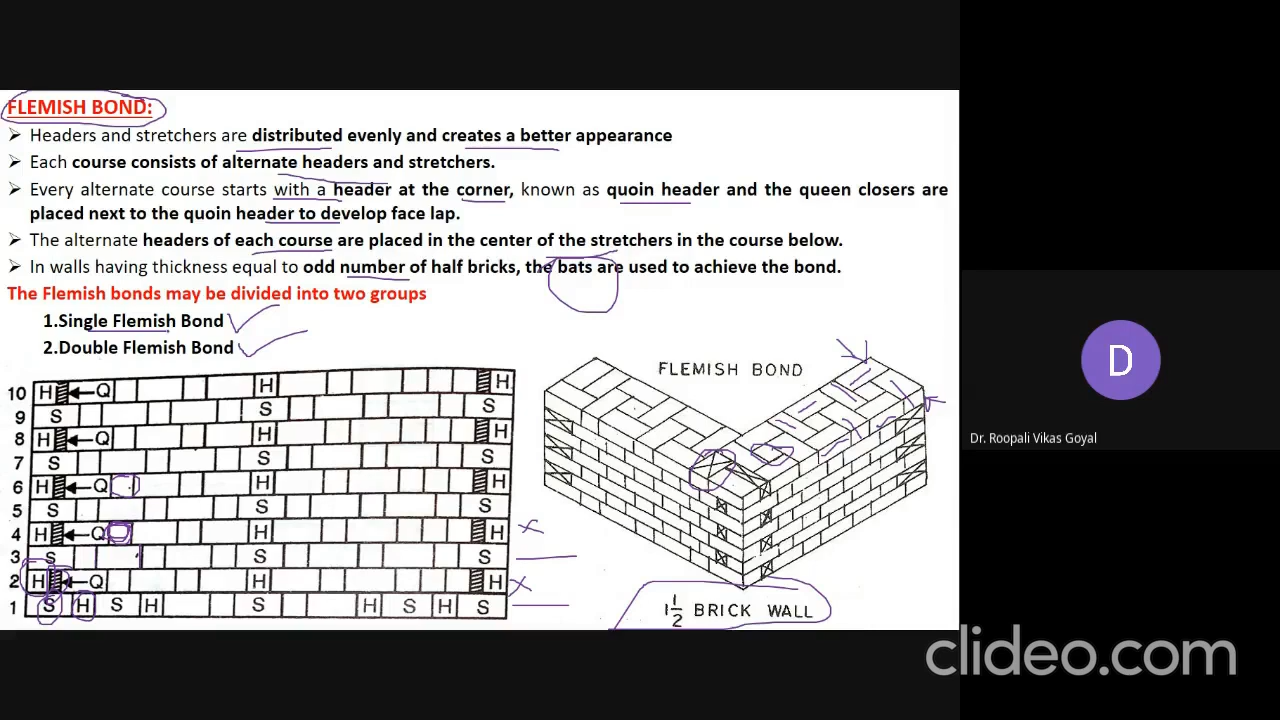 FLEMISH BOND:
➢ Headers and stretchers are distributed evenly and creates a better appearance
➢ Each course consists of alternate headers and stretchers.
➢ Every alternate course starts with a header at the corner, known as quoin header and the queen closers are
placed next to the quoin header to develop face lap.
➢ The alternate headers of each course are placed in the center of the stretchers in the course below.
➢ In walls having thickness equal to odd number of half bricks, the bats are used to achieve the bond.
The Flemish bonds may be divided into two groups
1.Single Flemish Bond
2.Double Flemish Bond
10 H Q H H
9 S S S
8 H Q H H
7 S S S
6 H Q H H
5 S S S
4 H Q H H
3 S S S
2 H Q H H
1 S H S H S H S H S
FLEMISH BOND
1 1/2 BRICK WALL
D
Dr. Roopali Vikas Goyal
clideo.com